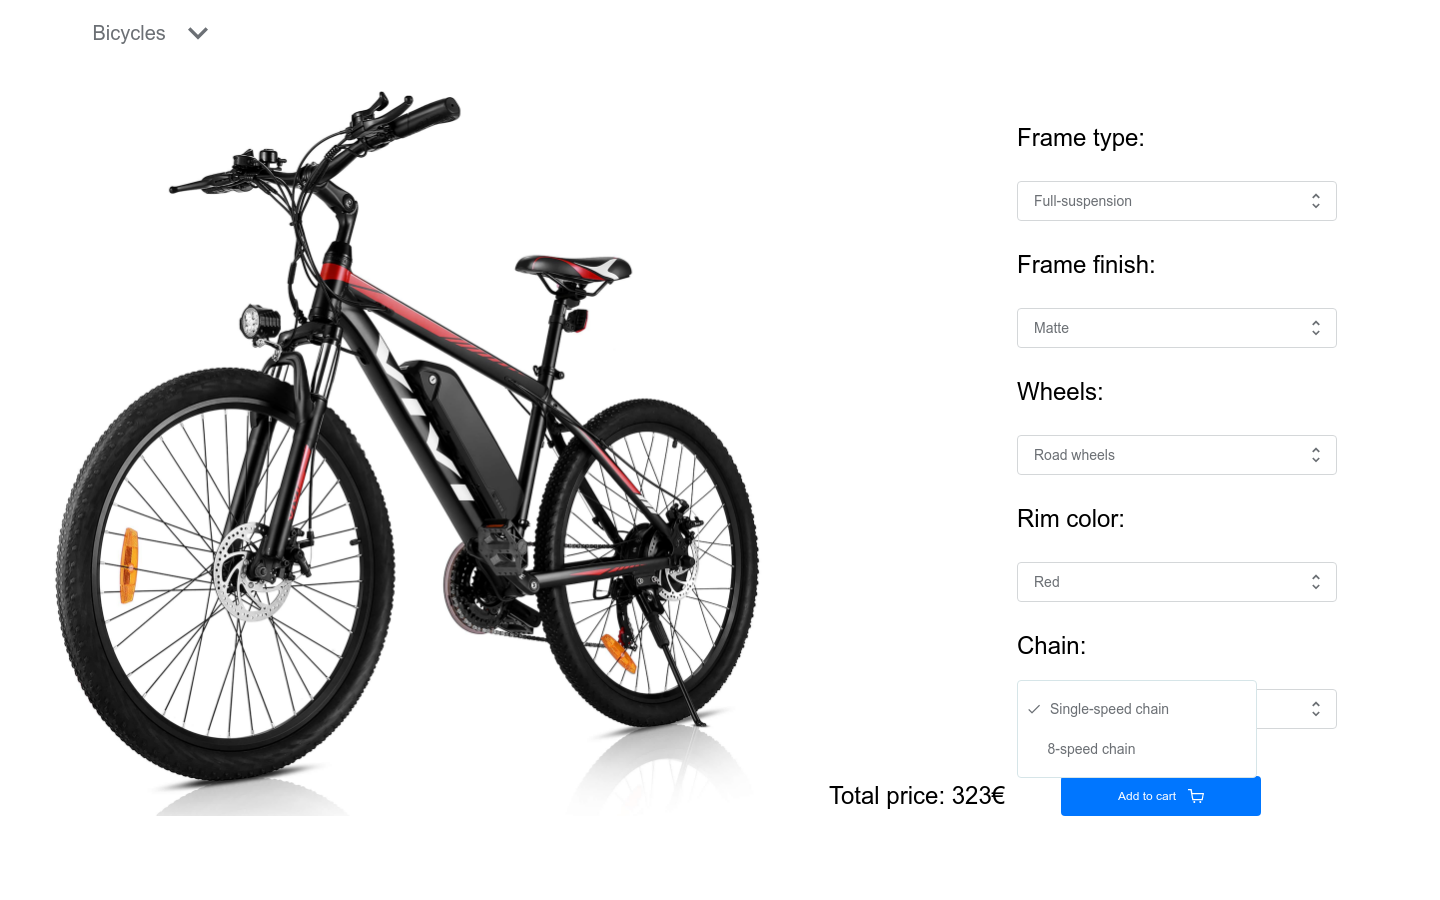 Bicycles
Frame type:
Full-suspension
Frame finish:
Matte
Wheels:
Road wheels
Rim color:
Red
Chain:
Single-speed chain
8-speed chain
Total price: 323€
Add to cart